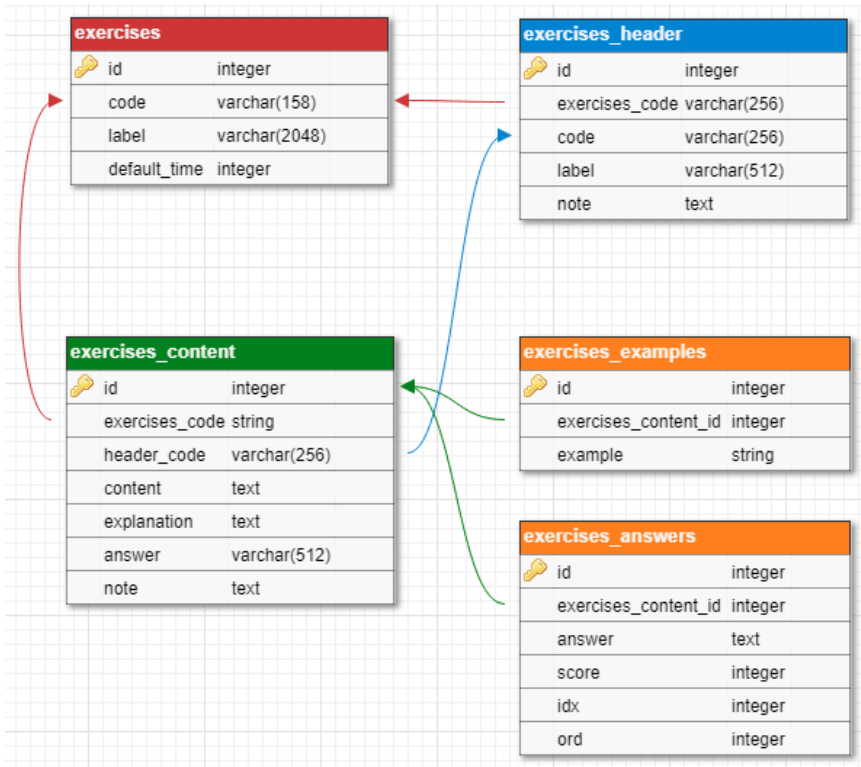 exercises
id integer
code varchar(158)
label varchar(2048)
default_time integer
exercises_header
id integer
exercises_code varchar(256)
code varchar(256)
label varchar(512)
note text
exercises_content
id integer
exercises_code string
header_code varchar(256)
content text
explanation text
answer varchar(512)
note text
exercises_examples
id integer
exercises_content_id integer
example string
exercises_answers
id integer
exercises_content_id integer
answer text
score integer
idx integer
ord integer